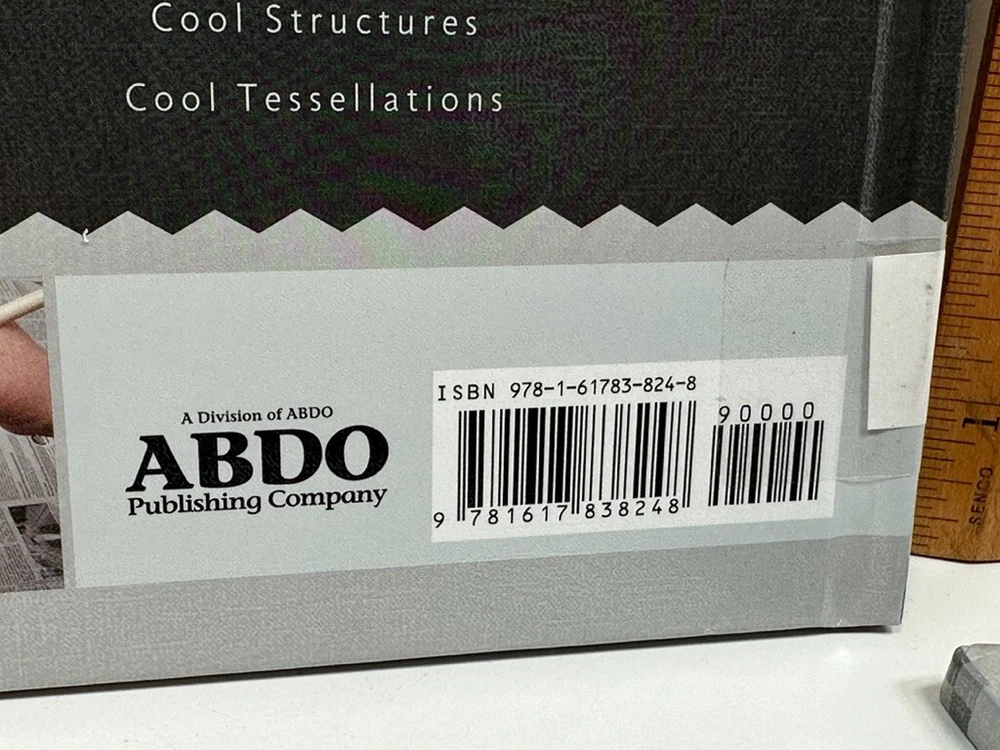 Cool Structures
Cool Tessellations
A Division of ABDO
ABDO
Publishing Company
ISBN 978-1-61783-824-8
90000
9 781617 838248
1
SENCO